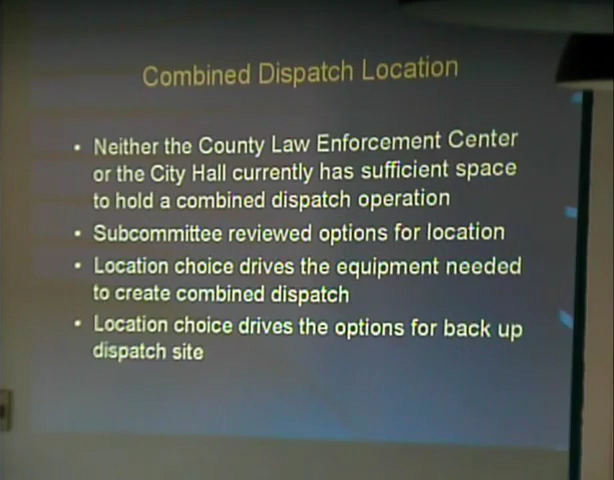 Combined Dispatch Location
• Neither the County Law Enforcement Center
or the City Hall currently has sufficient space
to hold a combined dispatch operation
• Subcommittee reviewed options for location
• Location choice drives the equipment needed
to create combined dispatch
• Location choice drives the options for back up
dispatch site